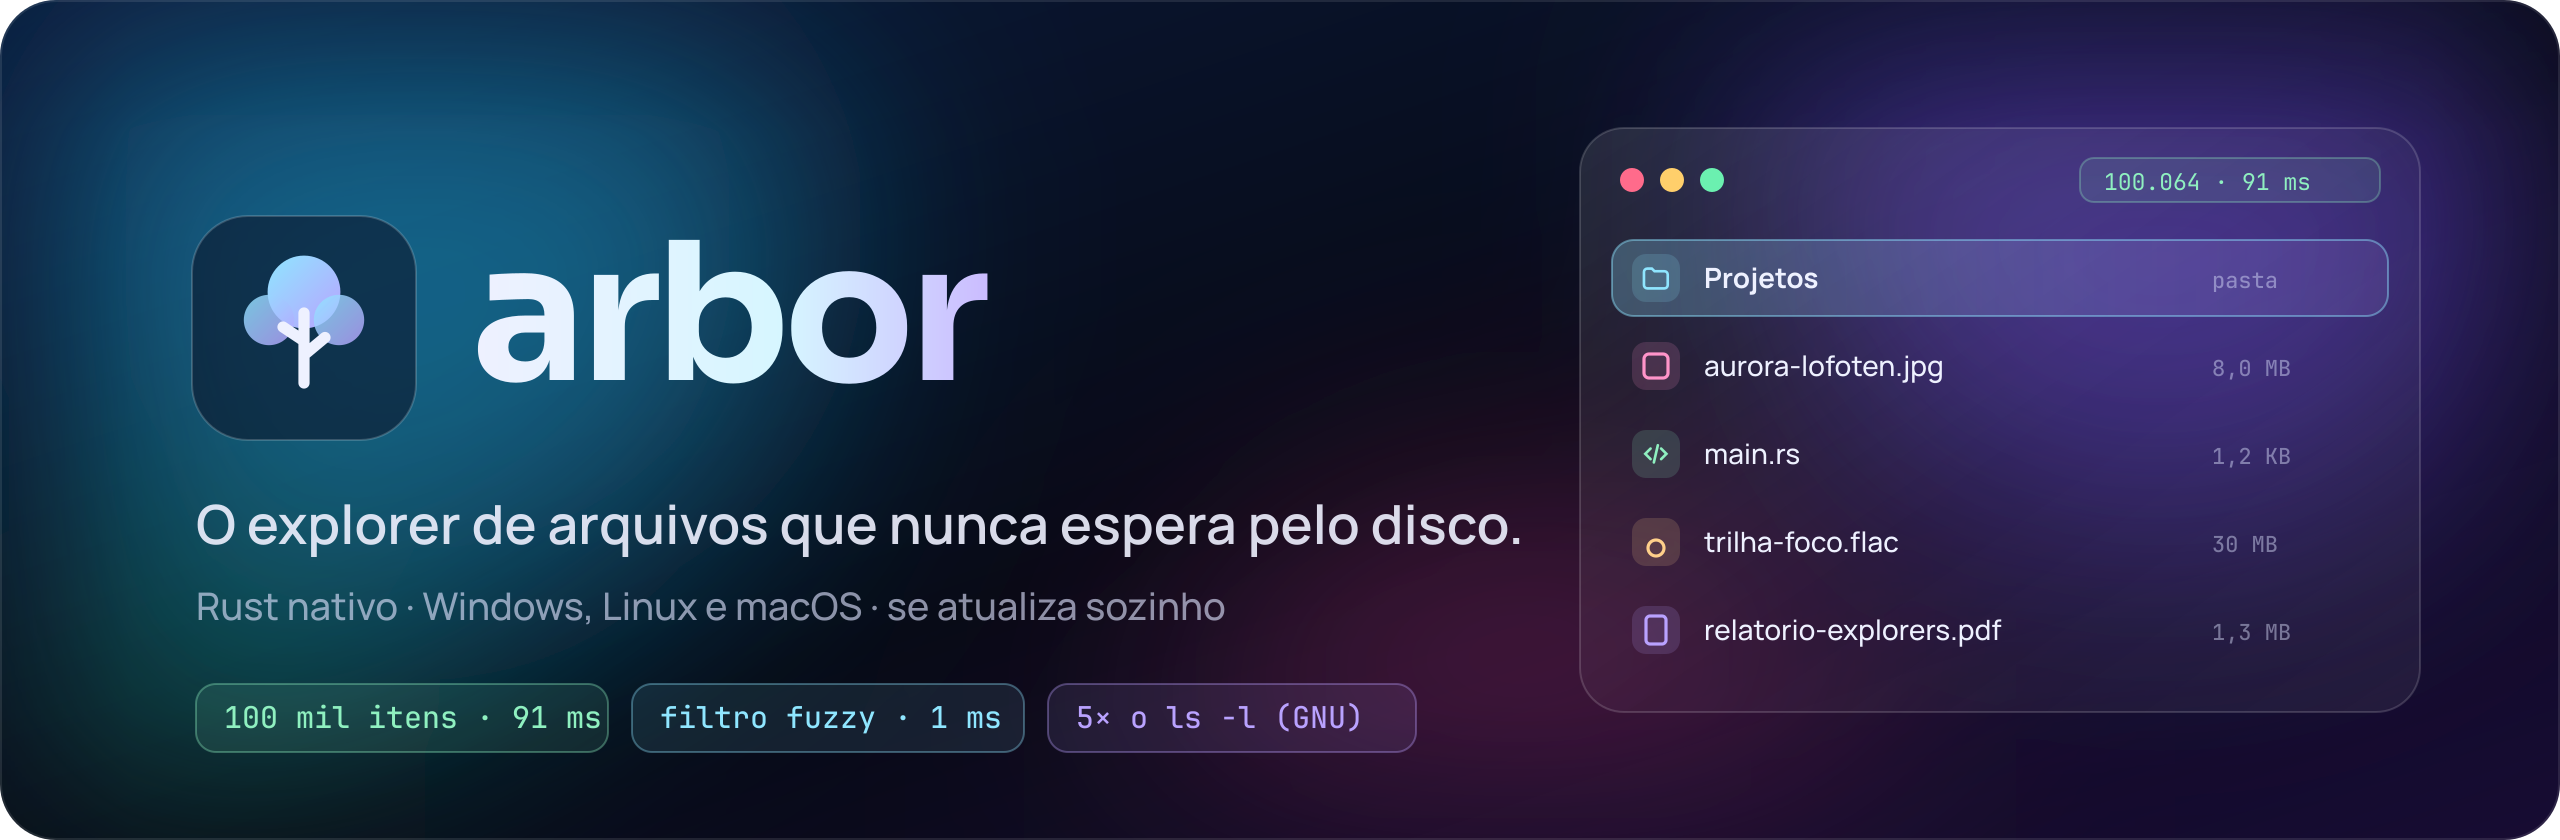 arbor
O explorer de arquivos que nunca espera pelo disco.
Rust nativo · Windows, Linux e macOS · se atualiza sozinho
100 mil itens · 91 ms
filtro fuzzy · 1 ms
5× o ls -l (GNU)
100.064 · 91 ms
Projetos pasta
aurora-lofoten.jpg 8,0 MB
main.rs 1,2 KB
trilha-foco.flac 30 MB
relatorio-explorers.pdf 1,3 MB